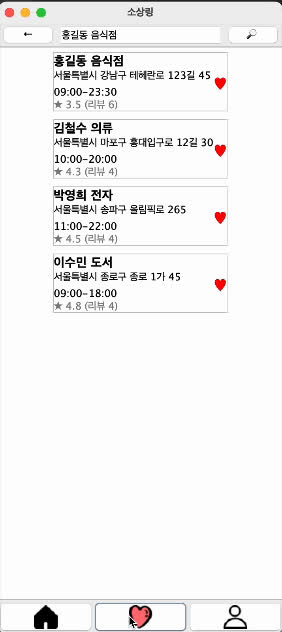 소상링
← 홍길동 음식점
홍길동 음식점
서울특별시 강남구 테헤란로 123길 45
09:00-23:30
★ 3.5 (리뷰 6)
김철수 의류
서울특별시 마포구 홍대입구로 12길 30
10:00-20:00
★ 4.3 (리뷰 4)
박영희 전자
서울특별시 송파구 올림픽로 265
11:00-22:00
★ 4.5 (리뷰 4)
이수민 도서
서울특별시 종로구 종로 1가 45
09:00-18:00
★ 4.8 (리뷰 4)